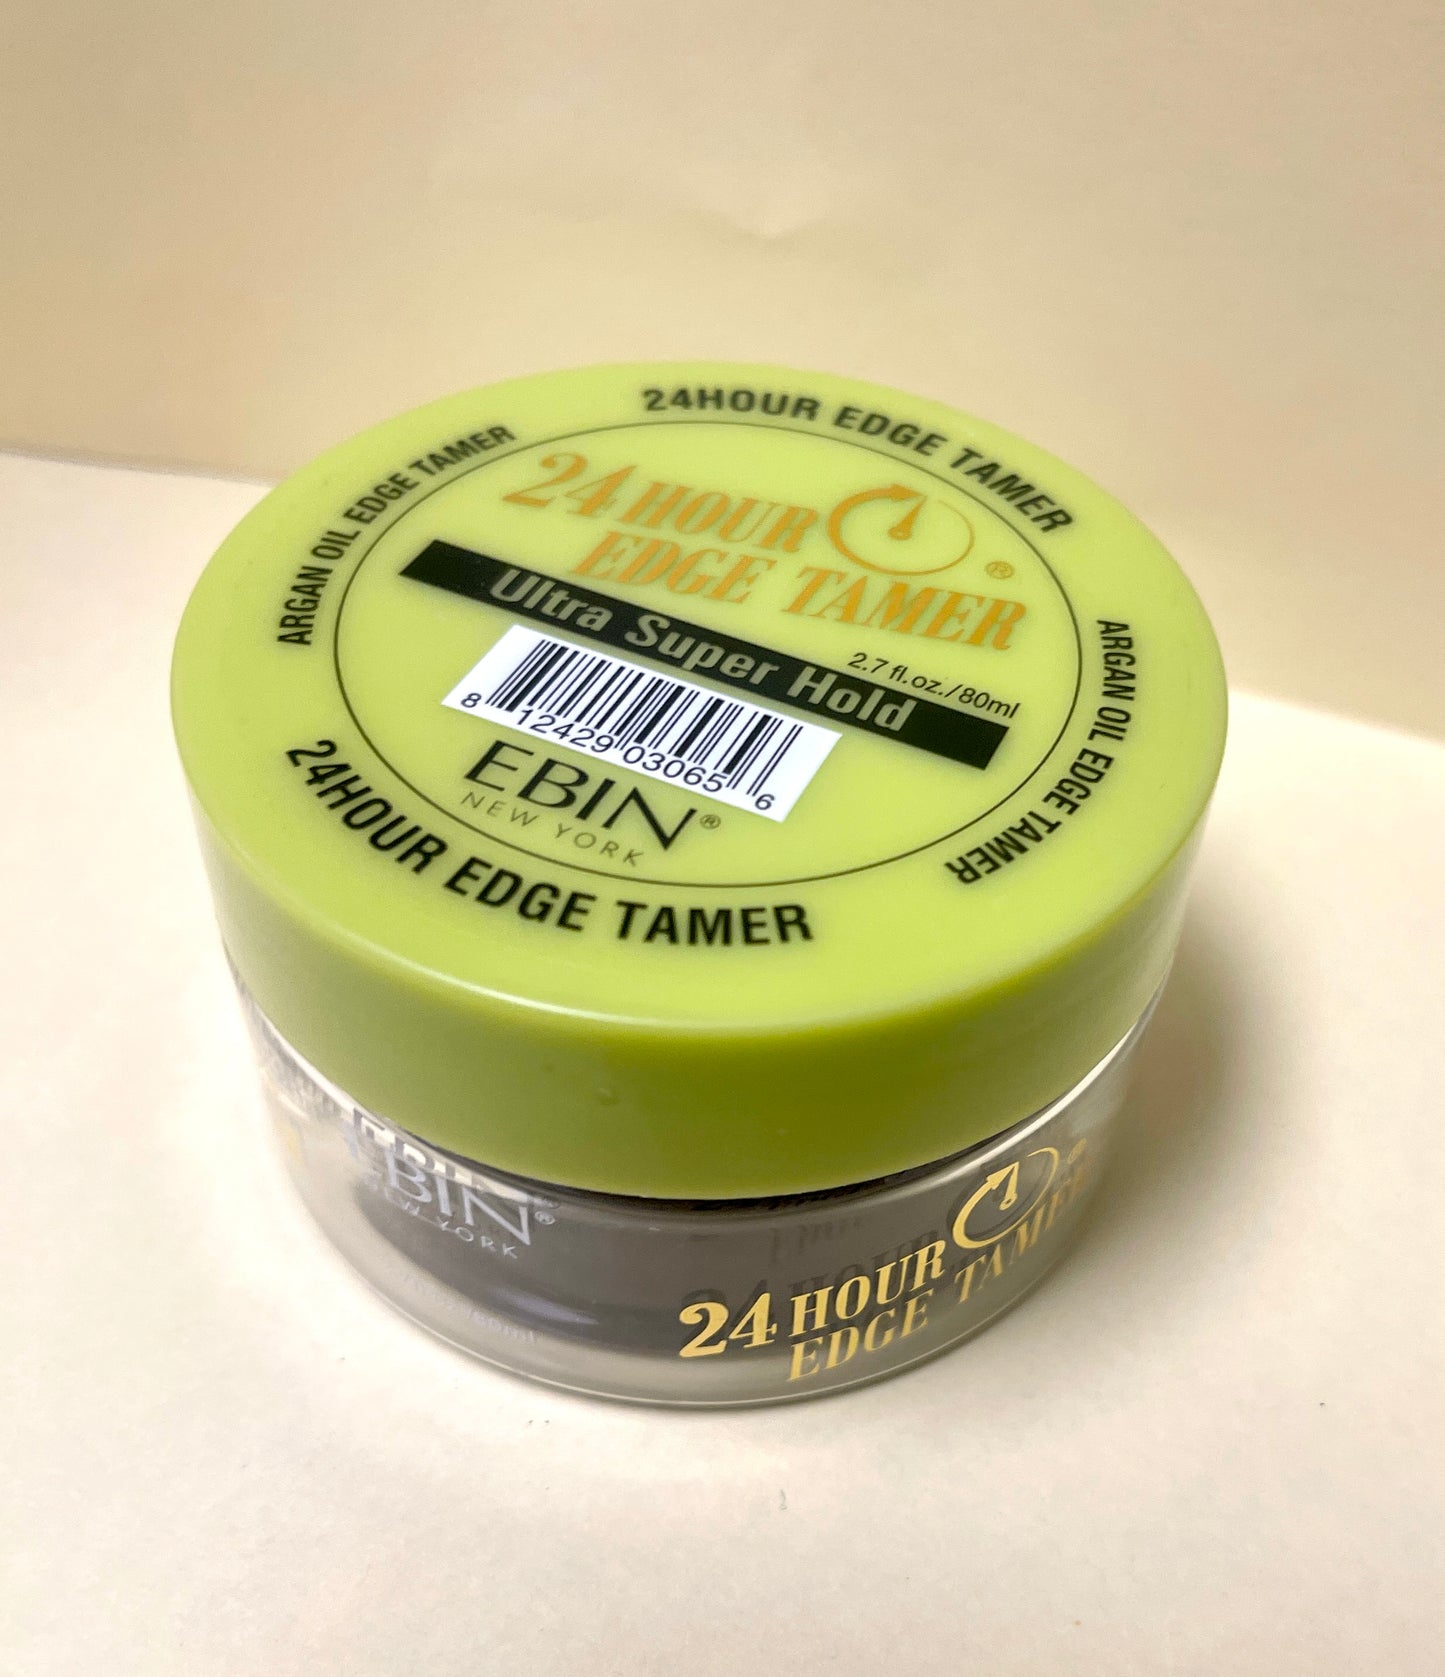 24HOUR EDGE TAMER
ARGAN OIL EDGE TAMER
24 HOUR
EDGE TAMER®
Ultra Super Hold
2.7 fl.oz./80ml
8 12429 03065 6
EBIN®
NEW YORK
ARGAN OIL EDGE TAMER
24HOUR EDGE TAMER
EBIN®
NEW YORK
24 HOUR
EDGE TAMER